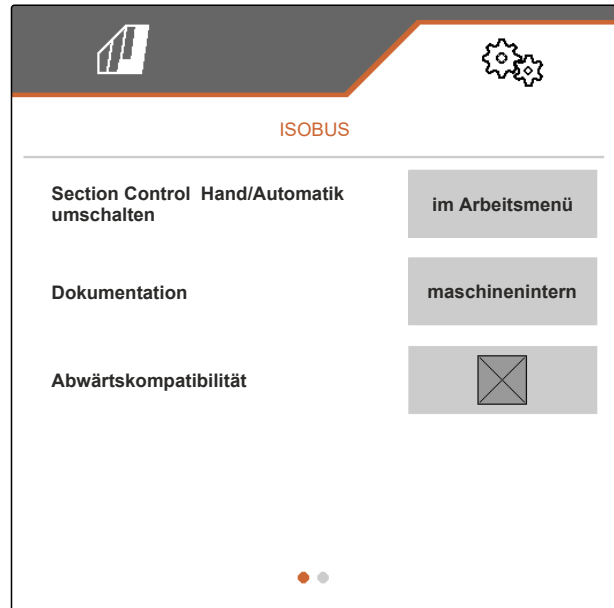 ISOBUS
Section Control Hand/Automatik
umschalten
im Arbeitsmenü
Dokumentation
maschinenintern
Abwärtskompatibilität